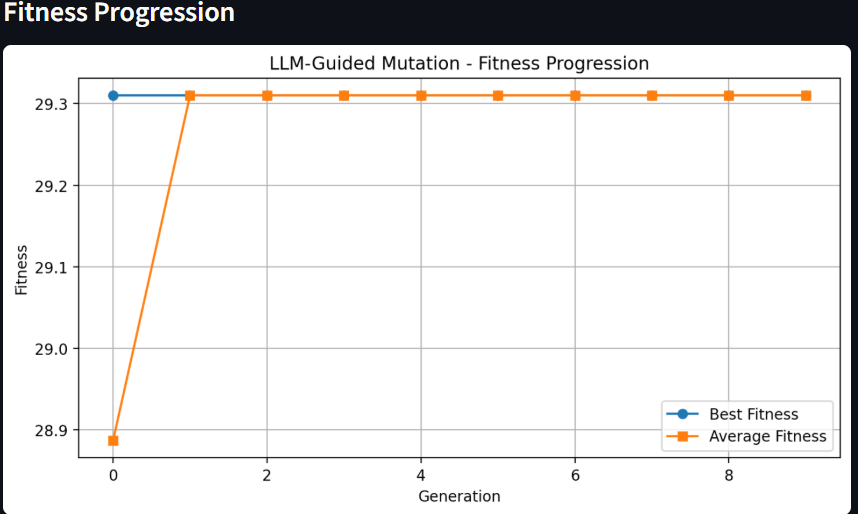 Fitness Progression
LLM-Guided Mutation - Fitness Progression
29.3
29.2
29.1
29.0
28.9
Fitness
0 2 4 6 8
Generation
Best Fitness
Average Fitness